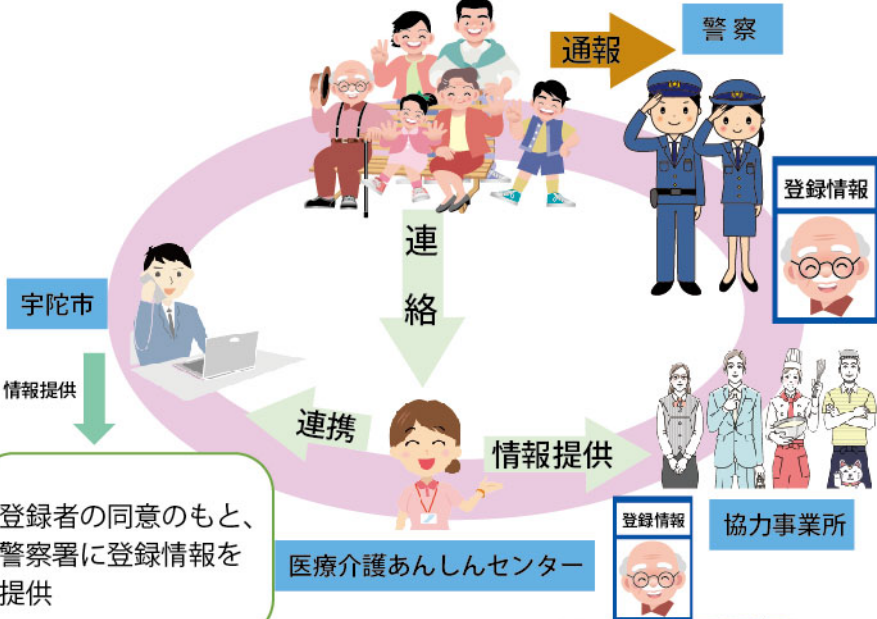 通報
警察
登録情報
連絡
宇陀市
情報提供
連携
情報提供
登録者の同意のもと、
警察署に登録情報を
提供
医療介護あんしんセンター
登録情報
協力事業所